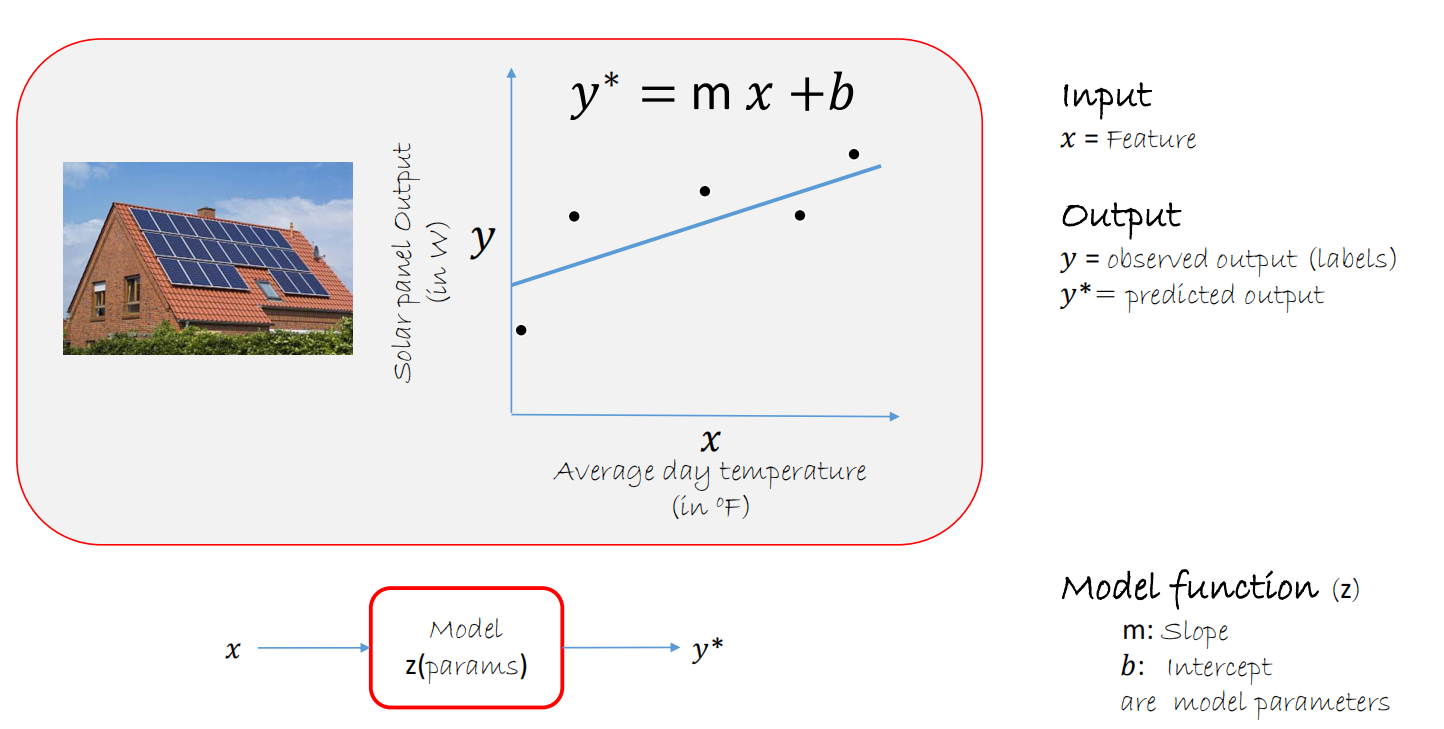 y* = m x +b
Solar panel Output
(in W)
y
x
Average day temperature
(in °F)
Input
x = Feature
Output
y = observed output (labels)
y*= predicted output
x
Model
z(params)
y*
Model function (z)
m: Slope
b: Intercept
are model parameters